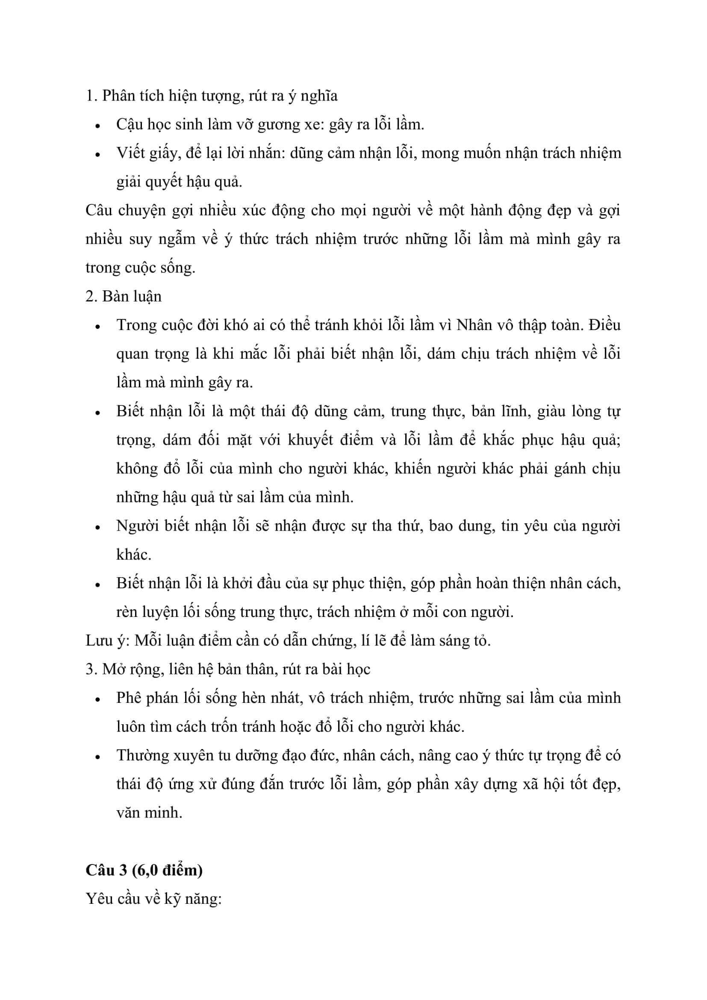 1. Phân tích hiện tượng, rút ra ý nghĩa
• Cậu học sinh làm vỡ gương xe: gây ra lỗi lầm.
• Viết giấy, để lại lời nhắn: dũng cảm nhận lỗi, mong muốn nhận trách nhiệm
giải quyết hậu quả.
Câu chuyện gợi nhiều xúc động cho mọi người về một hành động đẹp và gợi
nhiều suy ngẫm về ý thức trách nhiệm trước những lỗi lầm mà mình gây ra
trong cuộc sống.
2. Bàn luận
• Trong cuộc đời khó ai có thể tránh khỏi lỗi lầm vì Nhân vô thập toàn. Điều
quan trọng là khi mắc lỗi phải biết nhận lỗi, dám chịu trách nhiệm về lỗi
lầm mà mình gây ra.
• Biết nhận lỗi là một thái độ dũng cảm, trung thực, bản lĩnh, giàu lòng tự
trọng, dám đối mặt với khuyết điểm và lỗi lầm để khắc phục hậu quả;
không đổ lỗi của mình cho người khác, khiến người khác phải gánh chịu
những hậu quả từ sai lầm của mình.
• Người biết nhận lỗi sẽ nhận được sự tha thứ, bao dung, tin yêu của người
khác.
• Biết nhận lỗi là khởi đầu của sự phục thiện, góp phần hoàn thiện nhân cách,
rèn luyện lối sống trung thực, trách nhiệm ở mỗi con người.
Lưu ý: Mỗi luận điểm cần có dẫn chứng, lí lẽ để làm sáng tỏ.
3. Mở rộng, liên hệ bản thân, rút ra bài học
• Phê phán lối sống hèn nhát, vô trách nhiệm, trước những sai lầm của mình
luôn tìm cách trốn tránh hoặc đổ lỗi cho người khác.
• Thường xuyên tu dưỡng đạo đức, nhân cách, nâng cao ý thức tự trọng để có
thái độ ứng xử đúng đắn trước lỗi lầm, góp phần xây dựng xã hội tốt đẹp,
văn minh.
Câu 3 (6,0 điểm)
Yêu cầu về kỹ năng: